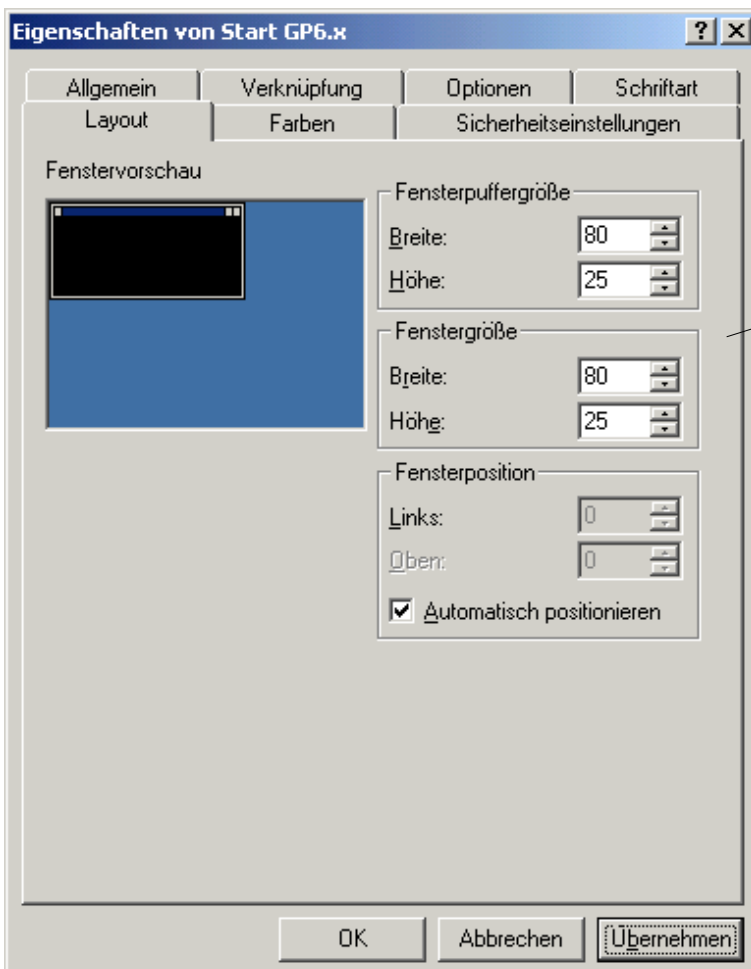 Eigenschaften von Start GP6.x
Allgemein Verknüpfung Optionen Schriftart
Layout Farben Sicherheitseinstellungen
Fenstervorschau
Fensterpuffergröße
Breite: 80
Höhe: 25
Fenstergröße
Breite: 80
Höhe: 25
Fensterposition
Links: 0
Oben: 0
Automatisch positionieren
OK Abbrechen Übernehmen